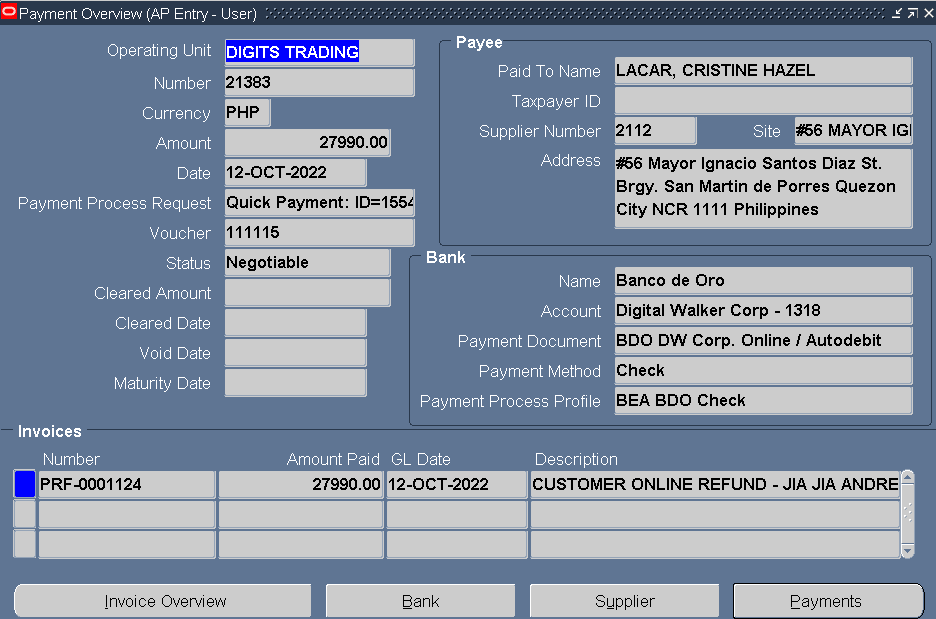 Payment Overview (AP Entry - User)
Operating Unit DIGITS TRADING
Number 21383
Currency PHP
Amount 27990.00
Date 12-OCT-2022
Payment Process Request Quick Payment: ID=1554
Voucher 111115
Status Negotiable
Cleared Amount
Cleared Date
Void Date
Maturity Date
Payee
Paid To Name LACAR, CRISTINE HAZEL
Taxpayer ID
Supplier Number 2112 Site #56 MAYOR IGI
Address #56 Mayor Ignacio Santos Diaz St.
Brgy. San Martin de Porres Quezon
City NCR 1111 Philippines
Bank
Name Banco de Oro
Account Digital Walker Corp - 1318
Payment Document BDO DW Corp. Online / Autodebit
Payment Method Check
Payment Process Profile BEA BDO Check
Invoices
Number Amount Paid GL Date Description
PRF-0001124 27990.00 12-OCT-2022 CUSTOMER ONLINE REFUND - JIA JIA ANDRE
Invoice Overview Bank Supplier Payments